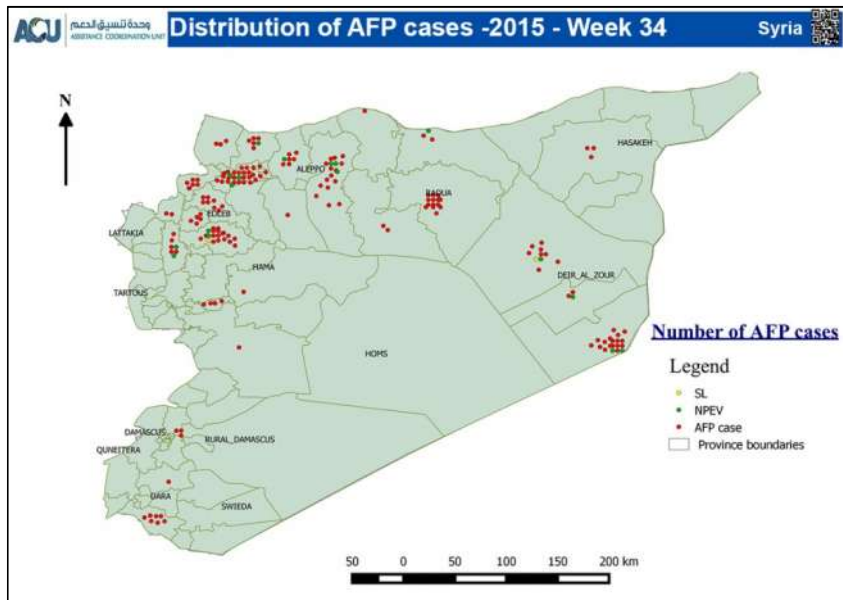 ACU
وحدة تنسيق الدعم
ASSISTANCE COORDINATION UNIT
Distribution of AFP cases -2015 - Week 34
Syria
N
HASAKEH
ALEPPO
RAQUA
EDLEB
LATTAKIA
DEIR_AL_ZOUR
HAMA
TARTOUS
Number of AFP cases
HOMS
Legend
SL
NPEV
AFP case
Province boundaries
DAMASCUS
RURAL_DAMASCUS
QUNEITERA
DARA
SWIEDA
50 0 50 100 150 200 km